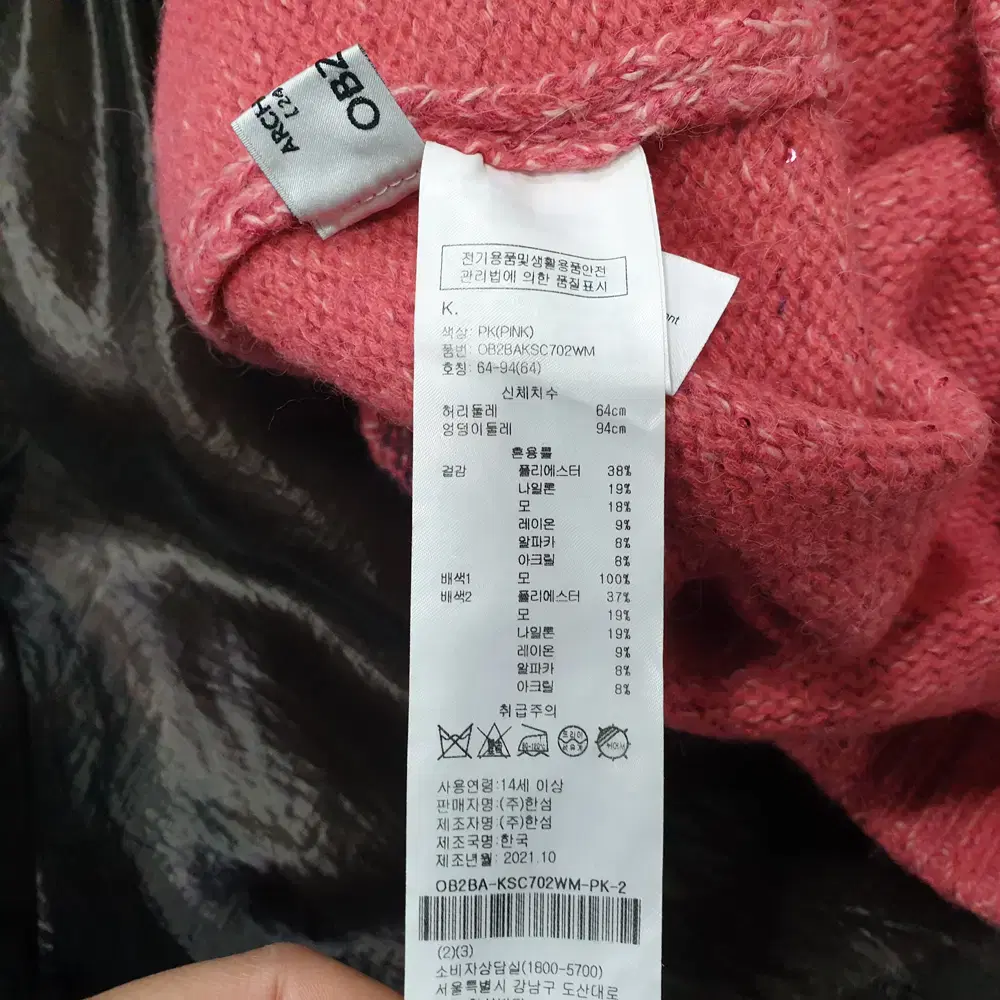 OBZ
ARCH
전기용품및생활용품안전
관리법에 의한 품질표시
K.
색상: PK(PINK)
품번: OB2BAKSC702WM
호칭: 64-94(64)
신체치수
허리둘레 64cm
엉덩이둘레 94cm
혼용률
겉감 폴리에스터 38%
나일론 19%
모 18%
레이온 9%
알파카 8%
아크릴 8%
배색1 모 100%
배색2 폴리에스터 37%
모 19%
나일론 19%
레이온 9%
알파카 8%
아크릴 8%
취급주의
사용연령:14세 이상
판매자명:(주)한섬
제조자명:(주)한섬
제조국명:한국
제조년월: 2021.10
OB2BA-KSC702WM-PK-2
(2)(3)
소비자상담실(1800-5700)
서울특별시 강남구 도산대로